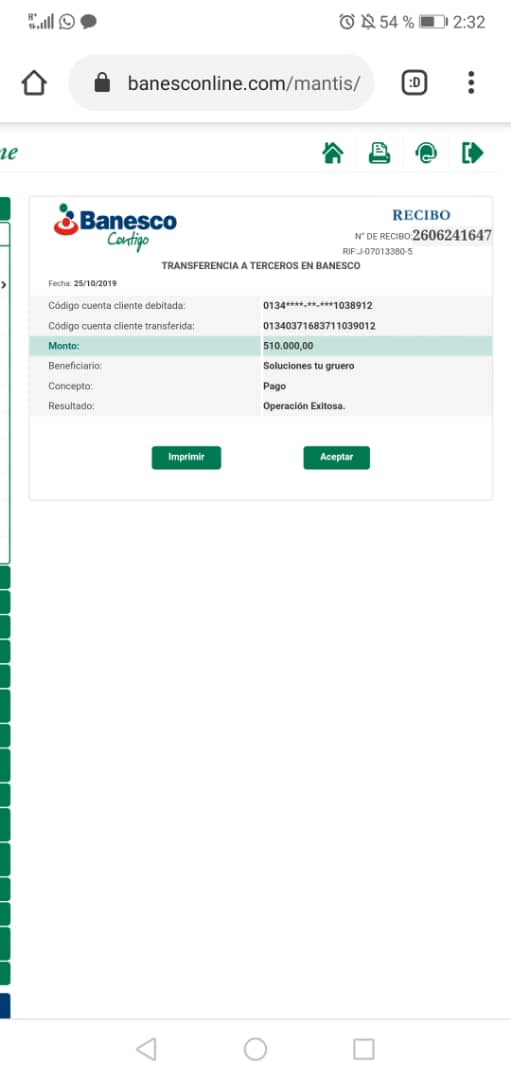 54 % 2:32
banesconline.com/mantis/
:D
ne
Banesco
Contigo
RECIBO
N° DE RECIBO:2606241647
RIF:J-07013380-5
TRANSFERENCIA A TERCEROS EN BANESCO
Fecha: 25/10/2019
Código cuenta cliente debitada: 0134****-**-***1038912
Código cuenta cliente transferida: 01340371683711039012
Monto: 510.000,00
Beneficiario: Soluciones tu gruero
Concepto: Pago
Resultado: Operación Exitosa.
Imprimir Aceptar